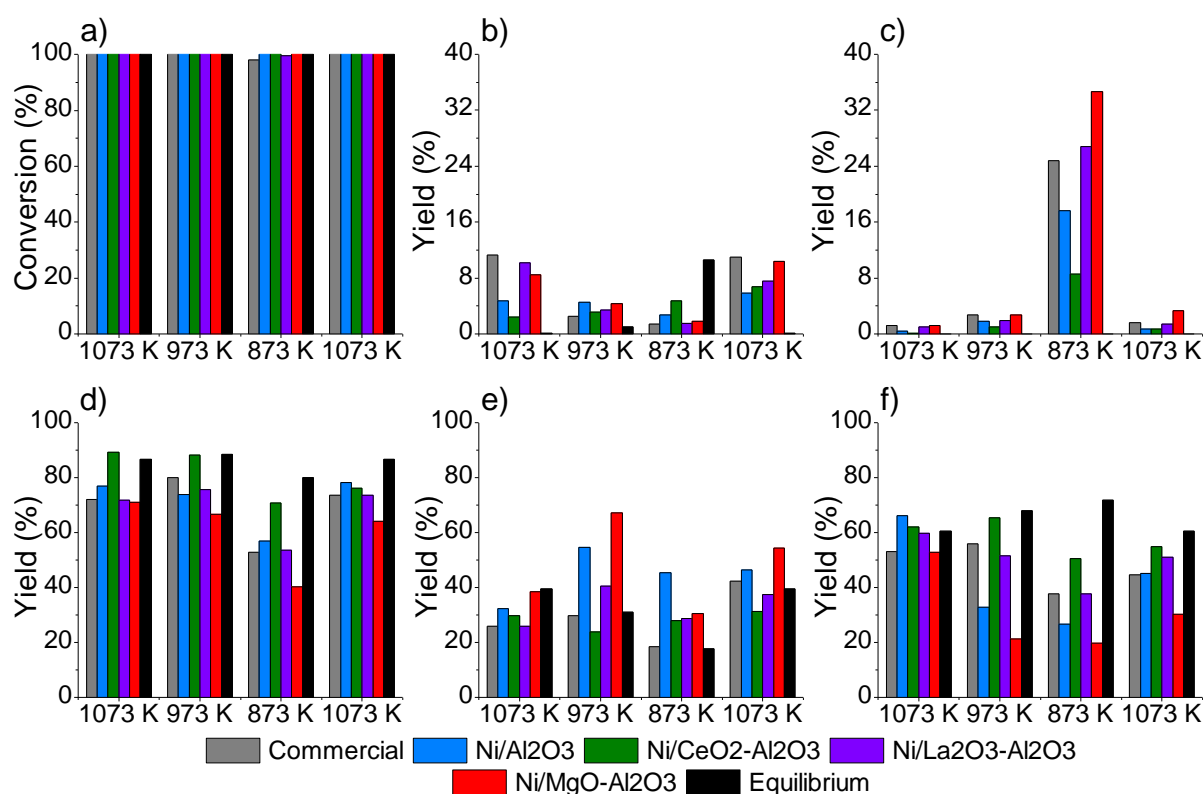 a)
100
80
60
40
20
0
Conversion (%)
1073 K 973 K 873 K 1073 K
b)
40
32
24
16
8
0
Yield (%)
1073 K 973 K 873 K 1073 K
c)
40
32
24
16
8
0
Yield (%)
1073 K 973 K 873 K 1073 K
d)
100
80
60
40
20
0
Yield (%)
1073 K 973 K 873 K 1073 K
e)
100
80
60
40
20
0
Yield (%)
1073 K 973 K 873 K 1073 K
f)
100
80
60
40
20
0
Yield (%)
1073 K 973 K 873 K 1073 K
Commercial Ni/Al2O3 Ni/CeO2-Al2O3 Ni/La2O3-Al2O3
Ni/MgO-Al2O3 Equilibrium